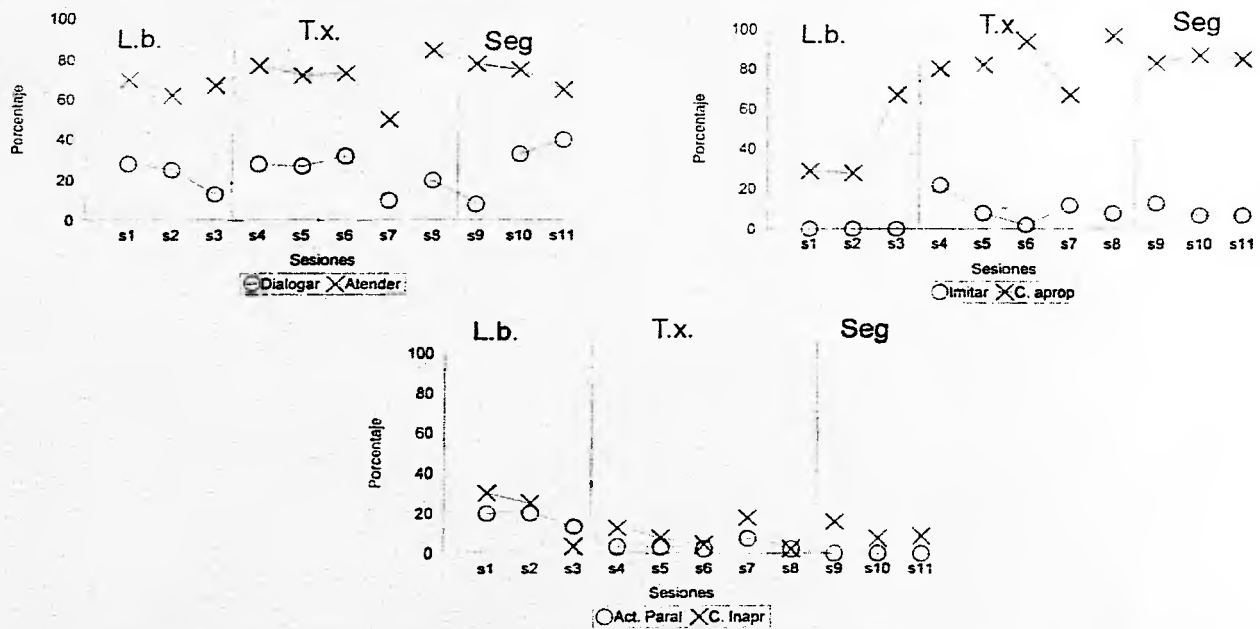 L.b. T.x. Seg
Porcentaje
100
80
60
40
20
0
s1 s2 s3 s4 s5 s6 s7 s8 s9 s10 s11
Sesiones
Dialogar Atender
L.b. T.x Seg
Porcentaje
100
80
60
40
20
0
s1 s2 s3 s4 s5 s6 s7 s8 s9 s10 s11
Sesiones
Imitar C. aprop
L.b. T.x. Seg
Porcentaje
100
80
60
40
20
0
s1 s2 s3 s4 s5 s6 s7 s8 s9 s10 s11
Sesiones
Act. Paral C. Inapr